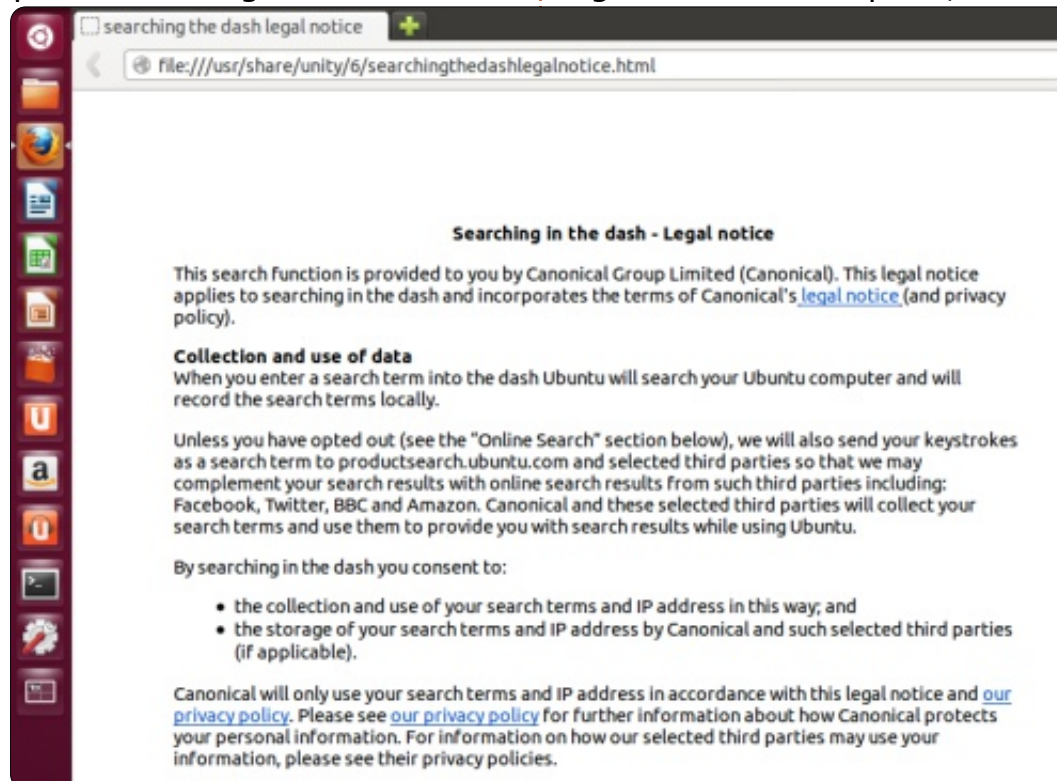 searching the dash legal notice
file:///usr/share/unity/6/searchingthedashlegalnotice.html
Searching in the dash - Legal notice
This search function is provided to you by Canonical Group Limited (Canonical). This legal notice
applies to searching in the dash and incorporates the terms of Canonical's legal notice (and privacy
policy).
Collection and use of data
When you enter a search term into the dash Ubuntu will search your Ubuntu computer and will
record the search terms locally.
Unless you have opted out (see the "Online Search" section below), we will also send your keystrokes
as a search term to productsearch.ubuntu.com and selected third parties so that we may
complement your search results with online search results from such third parties including:
Facebook, Twitter, BBC and Amazon. Canonical and these selected third parties will collect your
search terms and use them to provide you with search results while using Ubuntu.
By searching in the dash you consent to:
• the collection and use of your search terms and IP address in this way; and
• the storage of your search terms and IP address by Canonical and such selected third parties
(if applicable).
Canonical will only use your search terms and IP address in accordance with this legal notice and our
privacy policy. Please see our privacy policy for further information about how Canonical protects
your personal information. For information on how our selected third parties may use your
information, please see their privacy policies.